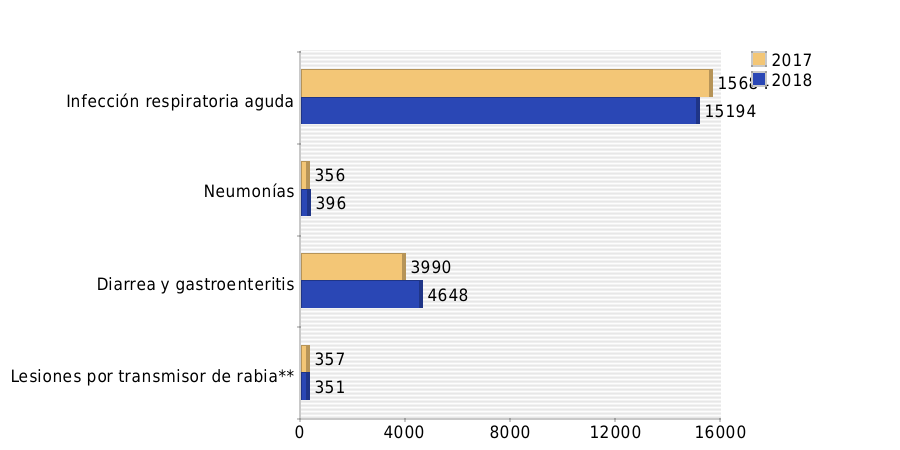 2017
2018
Infección respiratoria aguda
15194
Neumonías
356
396
Diarrea y gastroenteritis
3990
4648
Lesiones por transmisor de rabia**
357
351
0 4000 8000 12000 16000